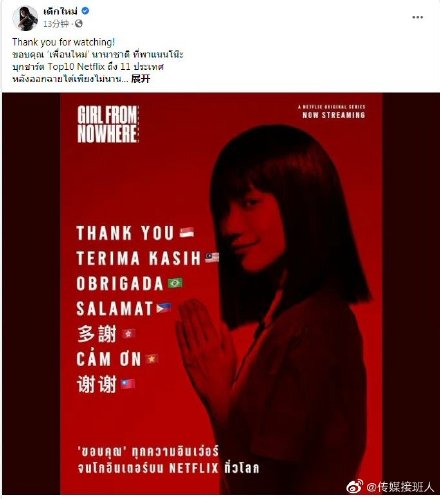 เด็กใหม่
13分钟
Thank you for watching!
ขอบคุณ 'เพื่อนใหม่' นานาชาติ ที่พาแนนโน๊ะ
บุกชาร์ต Top10 Netflix ถึง 11 ประเทศ
หลังออกฉายได้เพียงไม่นาน... 展开
GIRL FROM
NOWHERE
A NETFLIX ORIGINAL SERIES
NOW STREAMING
THANK YOU
TERIMA KASIH
OBRIGADA
SALAMAT
多謝
CẢM ƠN
谢谢
'ขอบคุณ' ทุกความอินเว่อร์
จนโกอินเตอร์บน NETFLIX ทั่วโลก
@传媒接班人